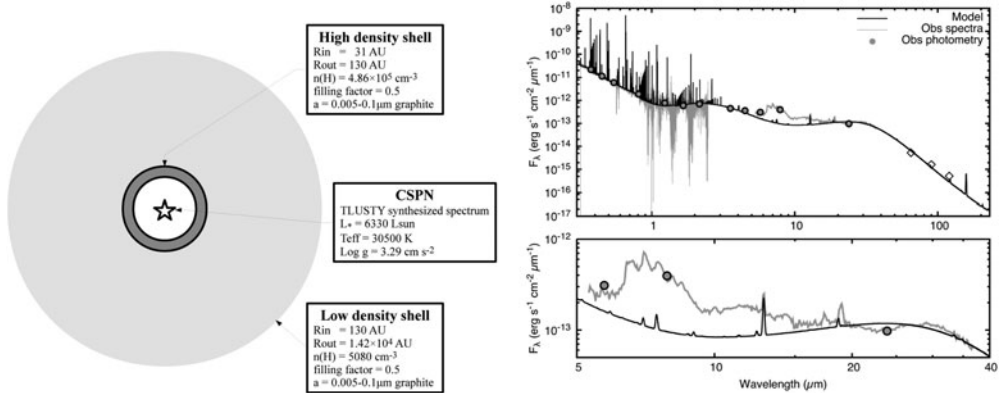 High density shell
Rin = 31 AU
Rout = 130 AU
n(H) = 4.86×10⁵ cm⁻³
filling factor = 0.5
a = 0.005-0.1μm graphite
CSPN
TLUSTY synthesized spectrum
L* = 6330 Lsun
Teff = 30500 K
Log g = 3.29 cm s⁻²
Low density shell
Rin = 130 AU
Rout = 1.42×10⁴ AU
n(H) = 5080 cm⁻³
filling factor = 0.5
a = 0.005-0.1μm graphite
Model
Obs spectra
Obs photometry
Fλ (erg s⁻¹ cm⁻² μm⁻¹)
10⁻⁸
10⁻⁹
10⁻¹⁰
10⁻¹¹
10⁻¹²
10⁻¹³
10⁻¹⁴
10⁻¹⁵
10⁻¹⁶
10⁻¹⁷
1 10 100
Fλ (erg s⁻¹ cm⁻² μm⁻¹)
10⁻¹²
10⁻¹³
5 10 20 40
Wavelength (μm)